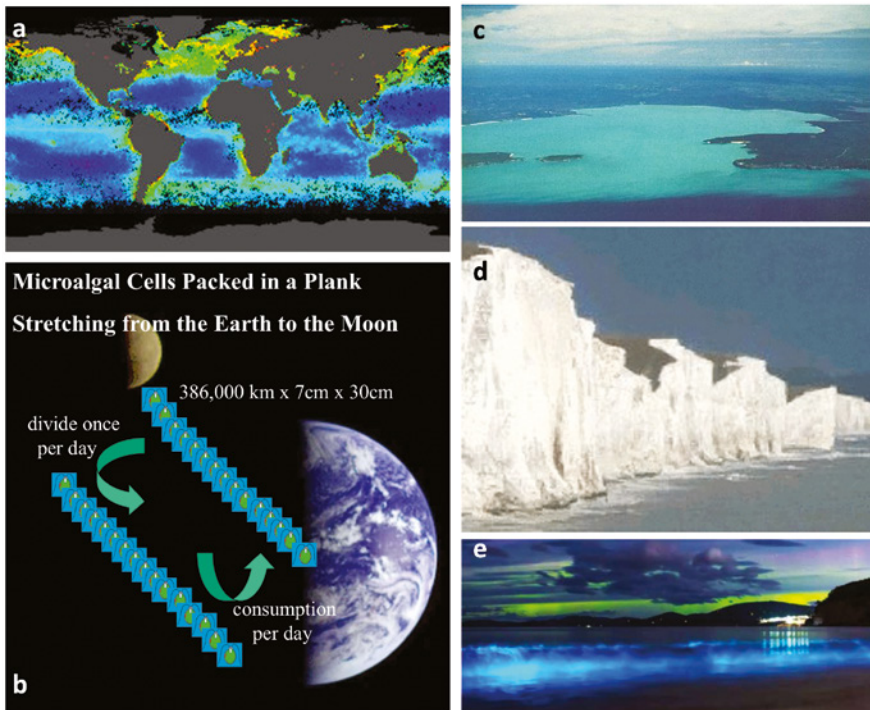 a
Microalgal Cells Packed in a Plank
Stretching from the Earth to the Moon
386,000 km x 7cm x 30cm
divide once
per day
consumption
per day
b
c
d
e